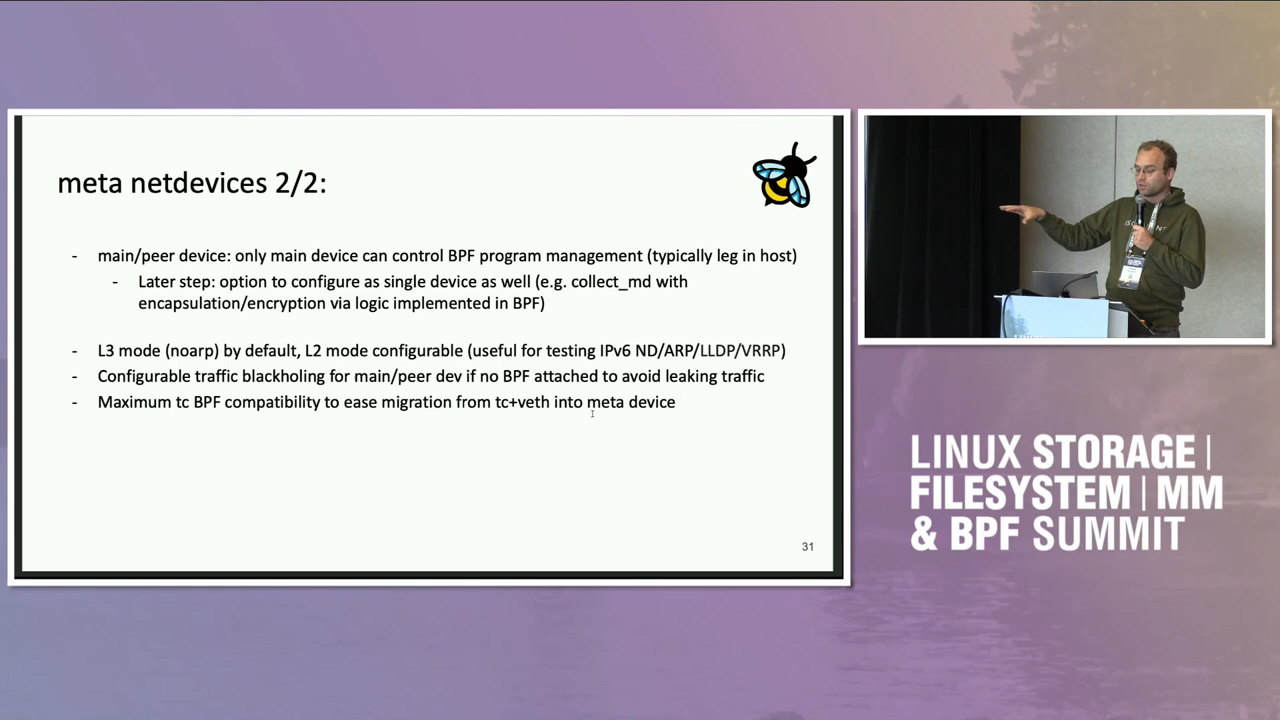 meta netdevices 2/2:
- main/peer device: only main device can control BPF program management (typically leg in host)
- Later step: option to configure as single device as well (e.g. collect_md with
encapsulation/encryption via logic implemented in BPF)
- L3 mode (noarp) by default, L2 mode configurable (useful for testing IPv6 ND/ARP/LLDP/VRRP)
- Configurable traffic blackholing for main/peer dev if no BPF attached to avoid leaking traffic
- Maximum tc BPF compatibility to ease migration from tc+veth into meta device
31
LINUX STORAGE |
FILESYSTEM | MM
& BPF SUMMIT